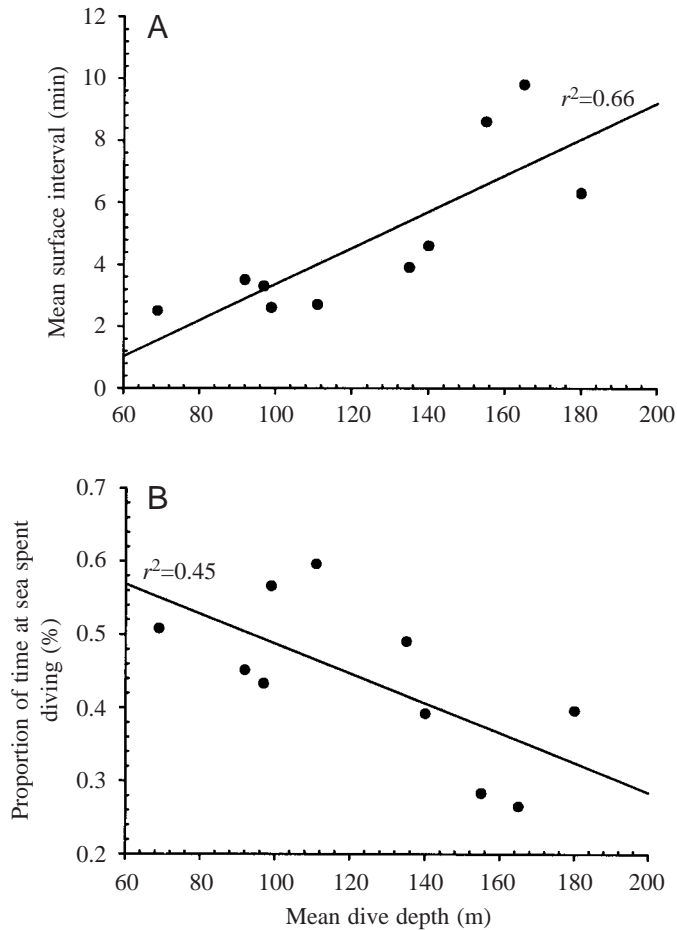 A
12
10
8
6
4
2
0
Mean surface interval (min)
r²=0.66
60 80 100 120 140 160 180 200
B
0.7
0.6
0.5
0.4
0.3
0.2
Proportion of time at sea spent
diving (%)
r²=0.45
60 80 100 120 140 160 180 200
Mean dive depth (m)